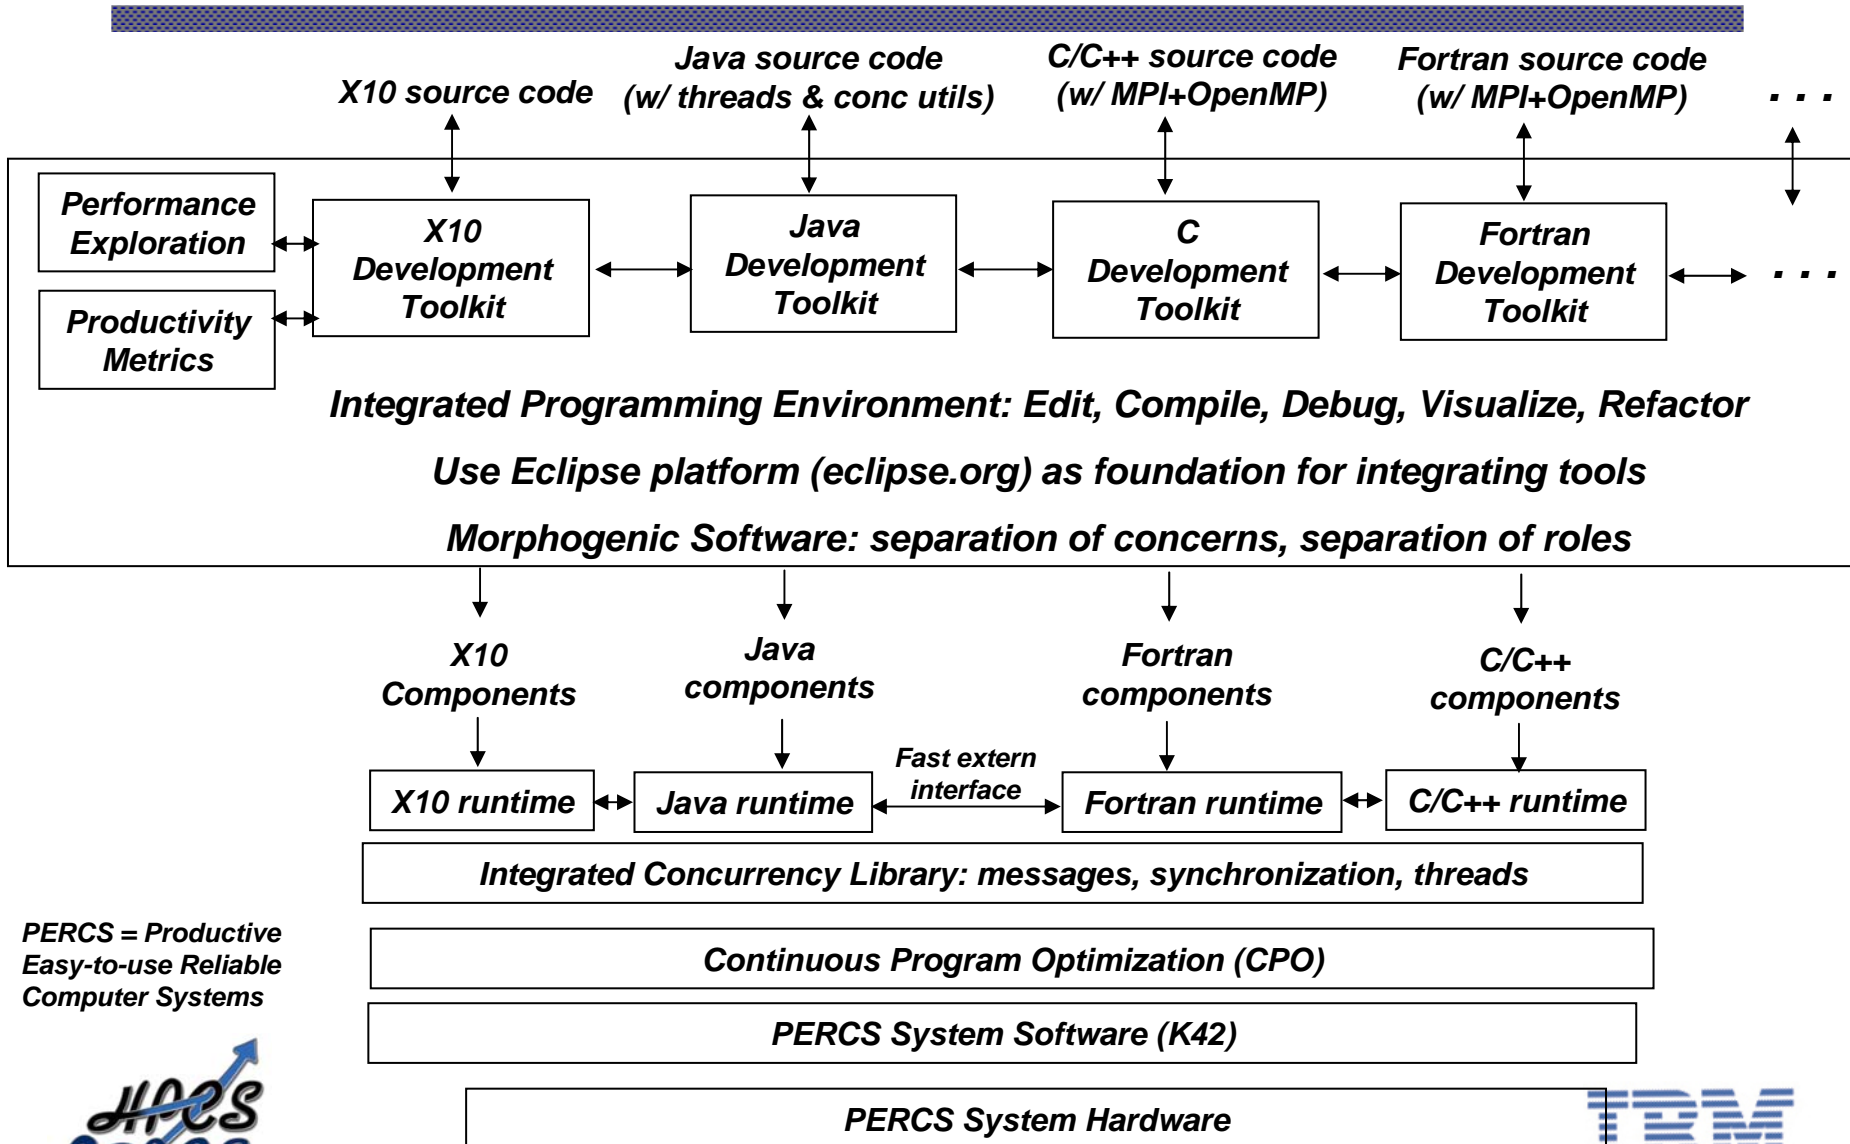 X10 source code
Java source code
(w/ threads & conc utils)
C/C++ source code
(w/ MPI+OpenMP)
Fortran source code
(w/ MPI+OpenMP)
. . .
Performance
Exploration
Productivity
Metrics
X10
Development
Toolkit
Java
Development
Toolkit
C
Development
Toolkit
Fortran
Development
Toolkit
. . .
Integrated Programming Environment: Edit, Compile, Debug, Visualize, Refactor
Use Eclipse platform (eclipse.org) as foundation for integrating tools
Morphogenic Software: separation of concerns, separation of roles
X10
Components
Java
components
Fortran
components
C/C++
components
X10 runtime
Java runtime
Fast extern
interface
Fortran runtime
C/C++ runtime
Integrated Concurrency Library: messages, synchronization, threads
PERCS = Productive
Easy-to-use Reliable
Computer Systems
Continuous Program Optimization (CPO)
PERCS System Software (K42)
PERCS System Hardware
HPCS
IBM